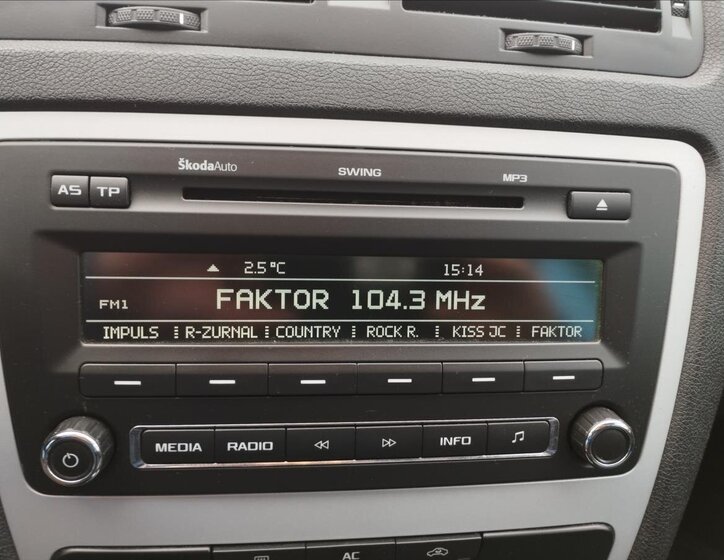 ŠkodaAuto SWING MP3
AS TP
2.5°C 15:14
FM1 FAKTOR 104.3 MHz
IMPULS R-ZURNAL COUNTRY ROCK R. KISS JC FAKTOR
MEDIA RADIO INFO
AC